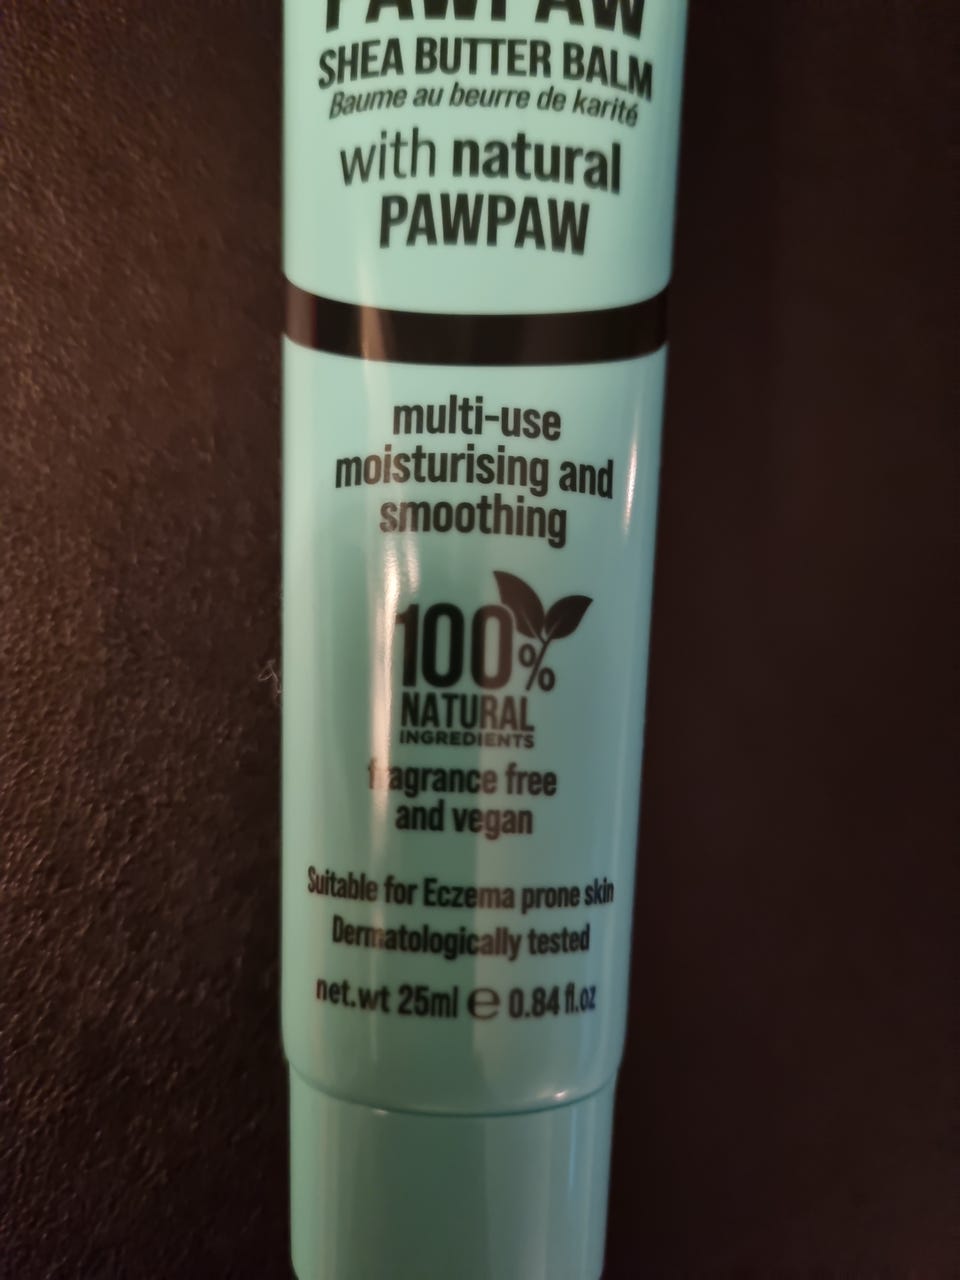 PAWPAW
SHEA BUTTER BALM
Baume au beurre de karité
with natural
PAWPAW
multi-use
moisturising and
smoothing
100%
NATURAL
INGREDIENTS
fragrance free
and vegan
Suitable for Eczema prone skin
Dermatologically tested
net.wt 25ml e 0.84 fl.oz